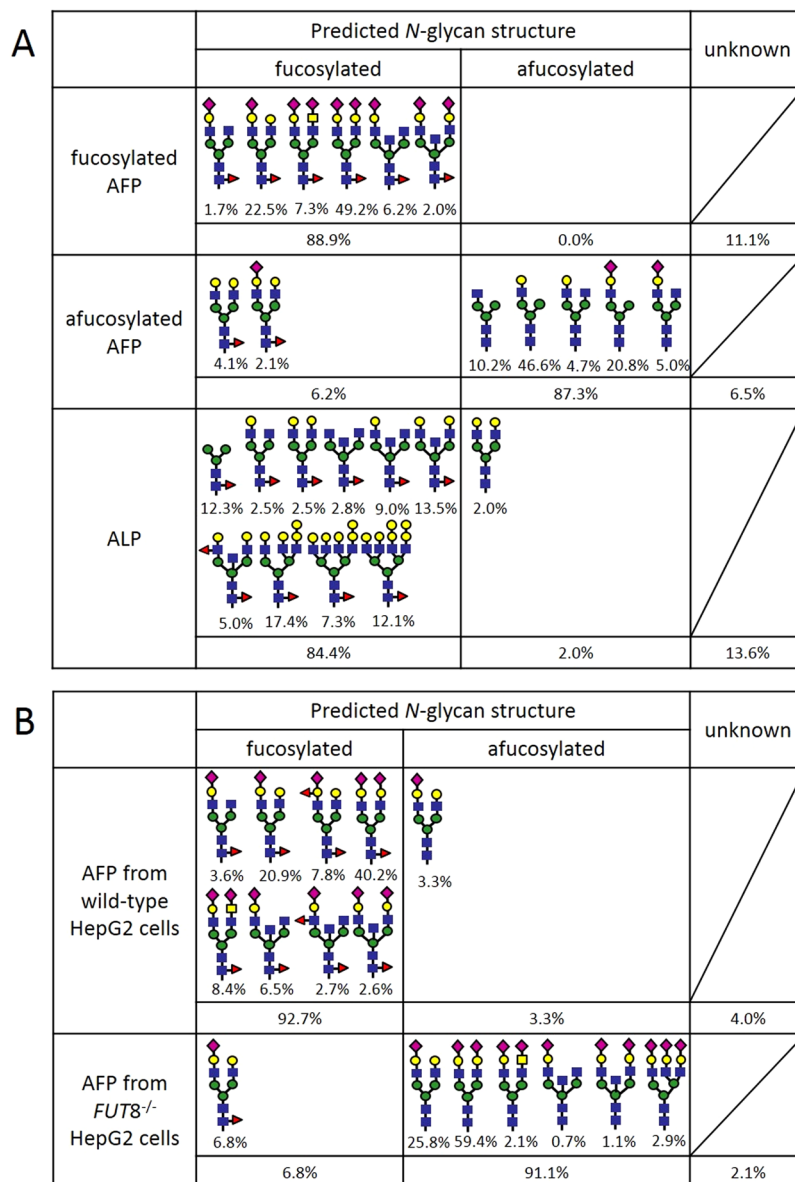 A
Predicted N-glycan structure
unknown
fucosylated
afucosylated
fucosylated
AFP
1.7% 22.5% 7.3% 49.2% 6.2% 2.0%
88.9%
0.0%
11.1%
afucosylated
AFP
4.1% 2.1%
10.2% 46.6% 4.7% 20.8% 5.0%
6.2%
87.3%
6.5%
ALP
12.3% 2.5% 2.5% 2.8% 9.0% 13.5%
2.0%
5.0% 17.4% 7.3% 12.1%
84.4%
2.0%
13.6%
B
Predicted N-glycan structure
unknown
fucosylated
afucosylated
AFP from
wild-type
HepG2 cells
3.6% 20.9% 7.8% 40.2%
3.3%
8.4% 6.5% 2.7% 2.6%
92.7%
3.3%
4.0%
AFP from
FUT8-/-
HepG2 cells
6.8%
25.8% 59.4% 2.1% 0.7% 1.1% 2.9%
6.8%
91.1%
2.1%